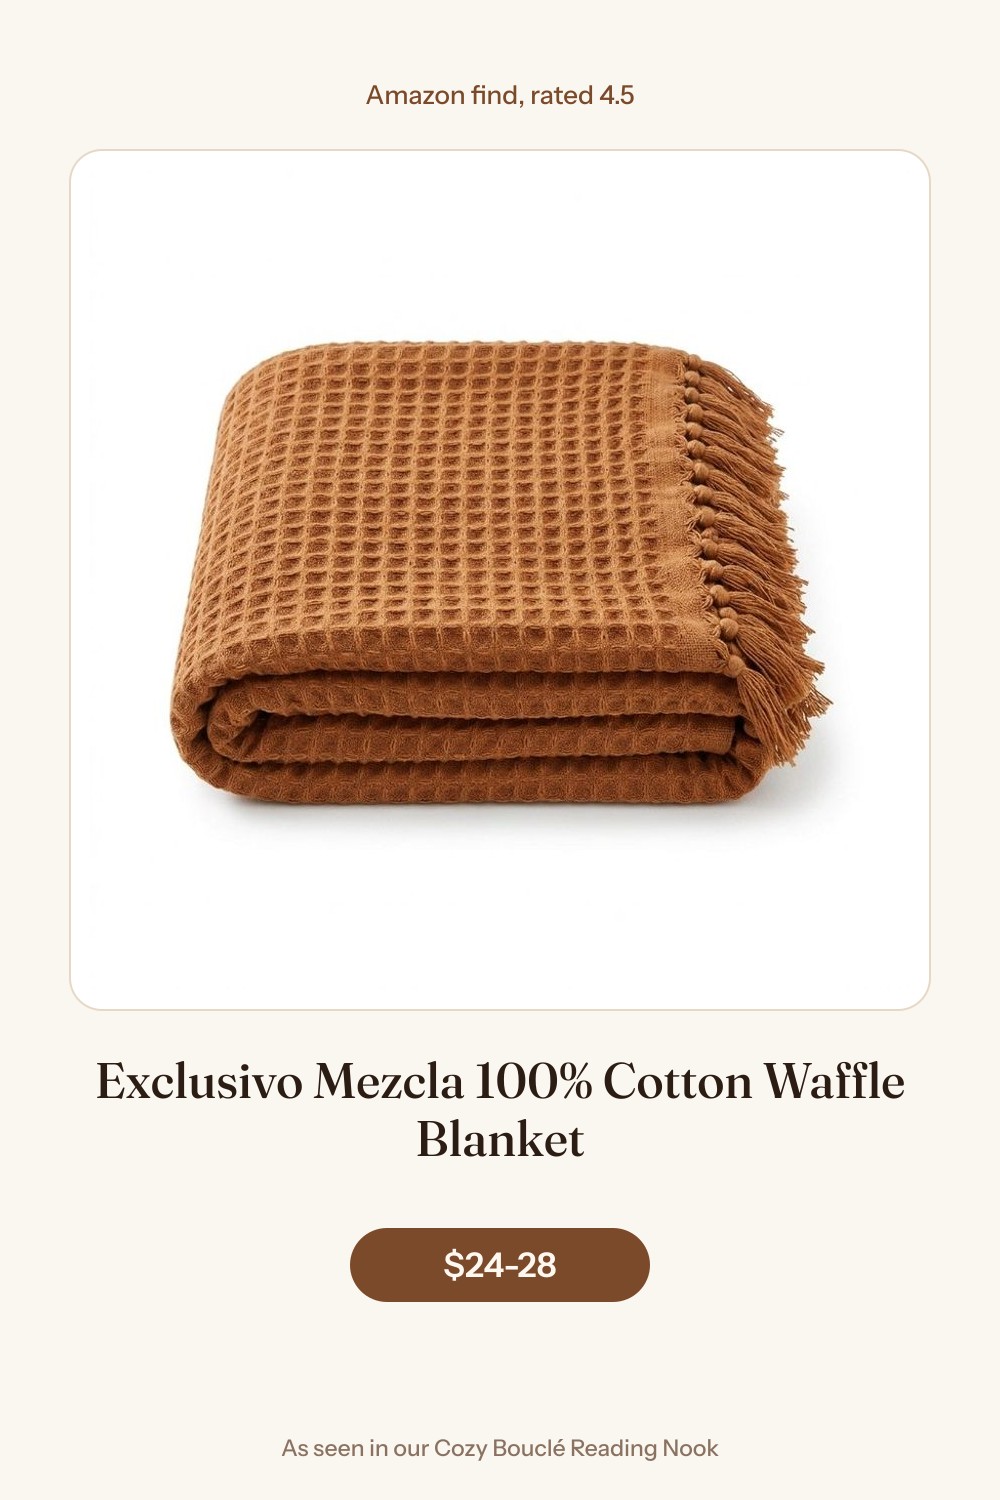 Amazon find, rated 4.5
Exclusivo Mezcla 100% Cotton Waffle
Blanket
$24-28
As seen in our Cozy Bouclé Reading Nook